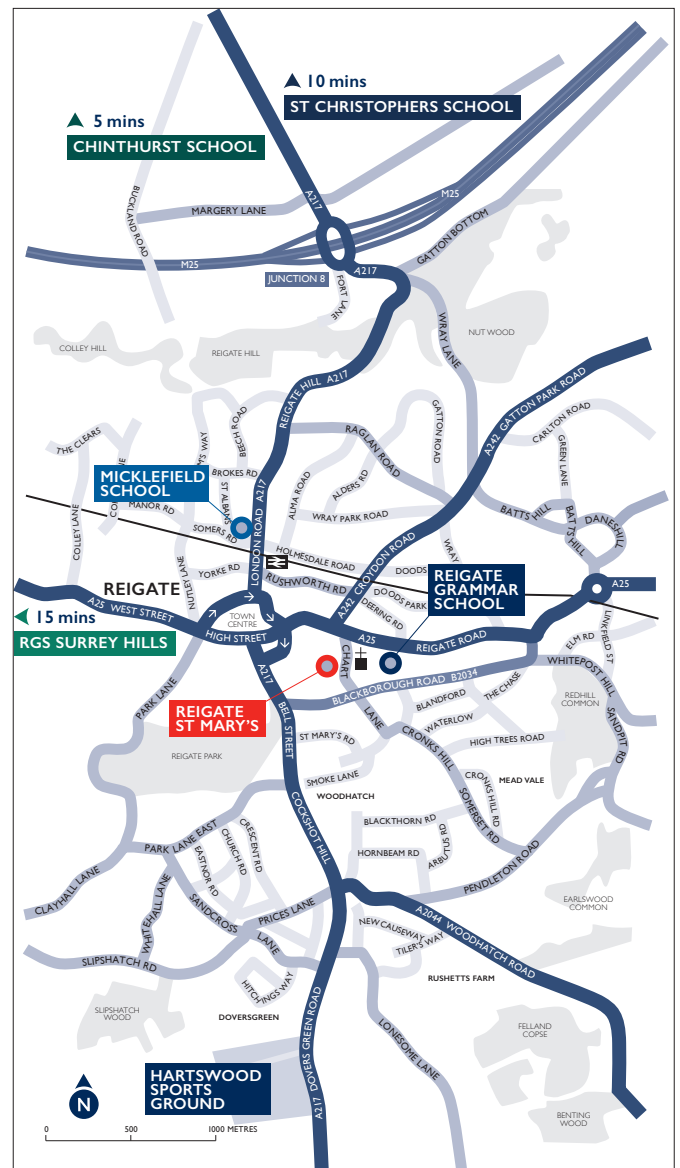 10 mins
ST CHRISTOPHERS SCHOOL
5 mins
CHINTHURST SCHOOL
BUCKLAND ROAD
MARGERY LANE
A217
M25
M25
GATTON BOTTOM
A217
JUNCTION 8
FORT LANE
WRAY LANE
NUT WOOD
COLLEY HILL
REIGATE HILL
REIGATE HILL A217
A242 GATTON PARK ROAD
THE CLEARS
BEECH ROAD
RAGLAN ROAD
GATTON ROAD
CARLTON ROAD
GREEN LANE
BROKES RD
MICKLEFIELD
SCHOOL
ST ALBANS
ALMA ROAD
ALDERS RD
MANOR RD
SOMERS RD
LONDON ROAD A217
WRAY PARK ROAD
BATTS HILL
BATTS HILL
DANESHILL
COLLEY LANE
HOLMESDALE ROAD
A242 CROYDON ROAD
WRAY
DOODS
YORKE RD
RUSHWORTH RD
DOODS PARK
DEERING RD
REIGATE
GRAMMAR
SCHOOL
A25
REIGATE
NUTLEY LANE
A25 WEST STREET
TOWN
CENTRE
HIGH STREET
15 mins
RGS SURREY HILLS
A25
REIGATE ROAD
LINKFIELD ST
ELM RD
WHITEPOST HILL
CHART
LANE
A217
BELL STREET
REIGATE
ST MARY'S
BLACKBOROUGH ROAD B2034
BLANDFORD
THE CHASE
REDHILL
COMMON
SANDPIT RD
PARK LANE
WATERLOW
ST MARY'S RD
CRONKS HILL
HIGH TREES ROAD
REIGATE PARK
SMOKE LANE
WOODHATCH
CRONKS HILL RD
MEAD VALE
SOMERSET RD
COCKSHOT HILL
BLACKTHORN RD
PARK LANE EAST
CRESCENT RD
CHURCH RD
EASTNOR RD
HORNBEAM RD
ARBUTUS RD
PENDLETON ROAD
CLAYHALL LANE
WHITEHALL LANE
SANDCROSS
LANE
PRICES LANE
EARLSWOOD
COMMON
A2044 WOODHATCH ROAD
NEW CAUSEWAY
TILER'S WAY
SLIPSHATCH RD
HITCHINGS WAY
RUSHETTS FARM
SLIPSHATCH
WOOD
DOVERSGREEN
A217 DOVERS GREEN ROAD
LONESOME LANE
FELLAND
COPSE
HARTSWOOD
SPORTS
GROUND
N
BENTING
WOOD
0 500 1000 METRES